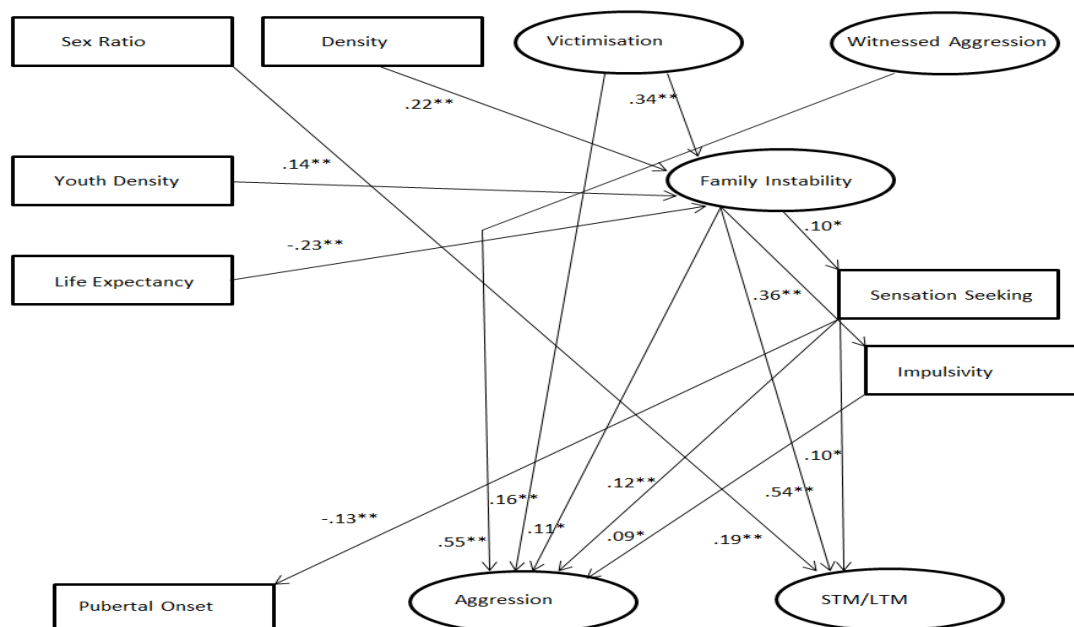 Sex Ratio
Density
Victimisation
Witnessed Aggression
.22**
.34**
.14**
Youth Density
Family Instability
.10*
-.23**
Life Expectancy
.36**
Sensation Seeking
Impulsivity
.10*
.12**
.54**
.16**
-.13**
.11*
.09*
.19**
.55**
Pubertal Onset
Aggression
STM/LTM